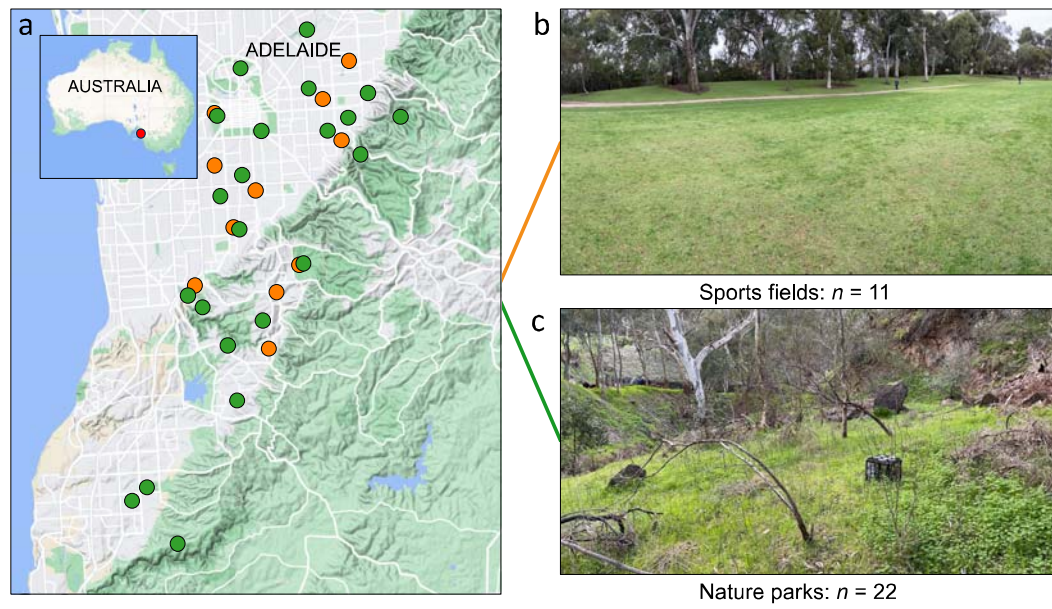 a
ADELAIDE
AUSTRALIA
b
Sports fields: n = 11
c
Nature parks: n = 22